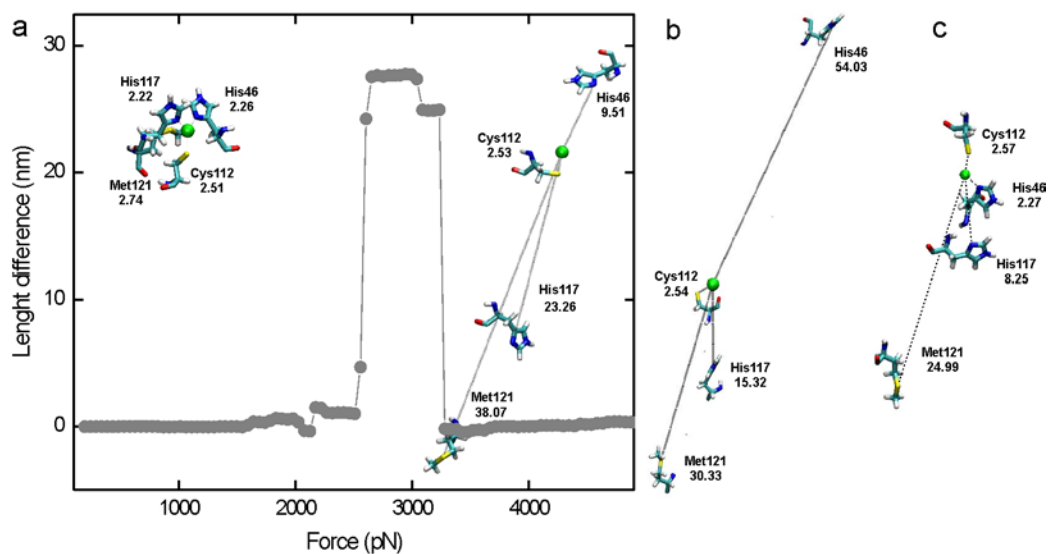 a
30
20
10
0
Lenght difference (nm)
1000
2000
3000
4000
Force (pN)
His117
2.22
His46
2.26
Met121
2.74
Cys112
2.51
His46
9.51
Cys112
2.53
His117
23.26
Met121
38.07
b
His46
54.03
Cys112
2.54
His117
15.32
Met121
30.33
c
Cys112
2.57
His46
2.27
His117
8.25
Met121
24.99